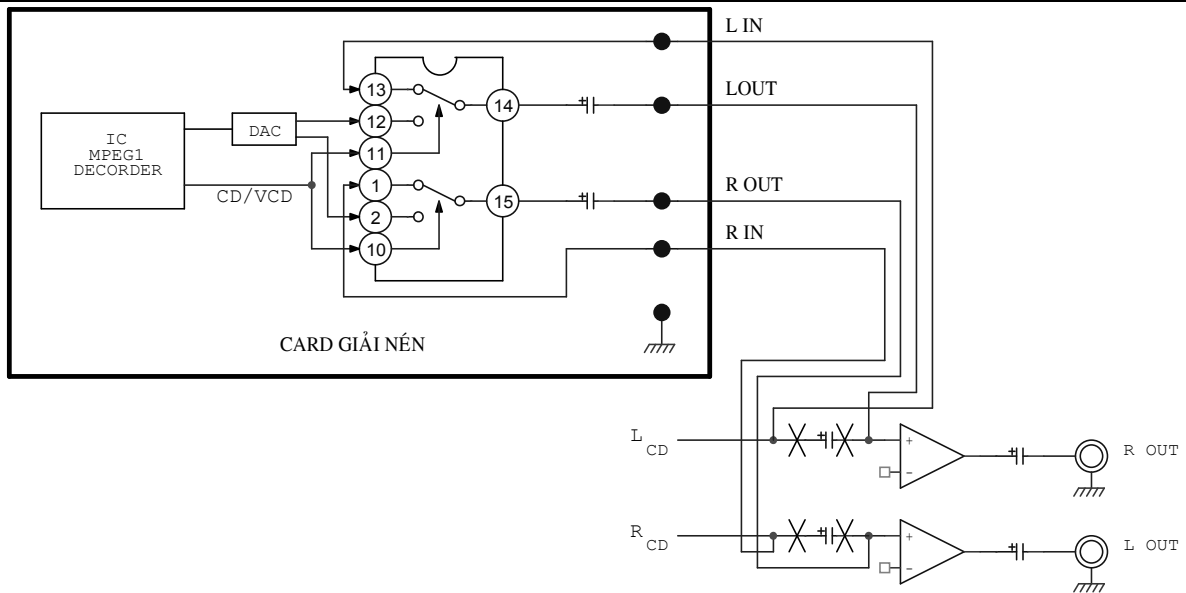 L IN
13
14
LOUT
12
DAC
IC
MPEG1
DECORDER
11
CD/VCD
1
R OUT
15
2
R IN
10
CARD GIẢI NÉN
L CD
+
+
+
-
R OUT
R CD
+
+
+
-
L OUT
+
+